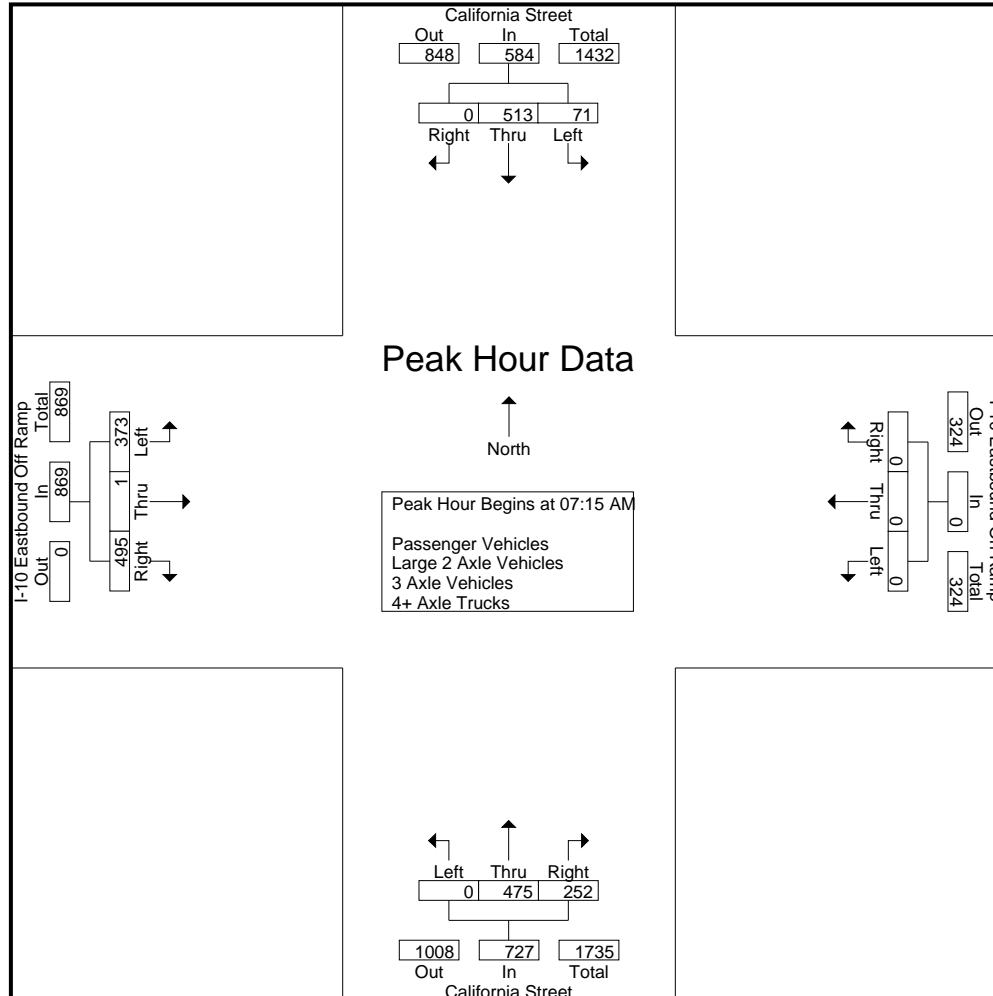 California Street
Out In Total
848 584 1432
0 513 71
Right Thru Left
Peak Hour Data
North
Peak Hour Begins at 07:15 AM
Passenger Vehicles
Large 2 Axle Vehicles
3 Axle Vehicles
4+ Axle Trucks
I-10 Eastbound Off Ramp
Total In Out
869 869 0
373 1 495
Left Thru Right
Out In Total
324 0 324
0 0 0
Right Thru Left
Left Thru Right
0 475 252
1008 727 1735
Out In Total
California Street